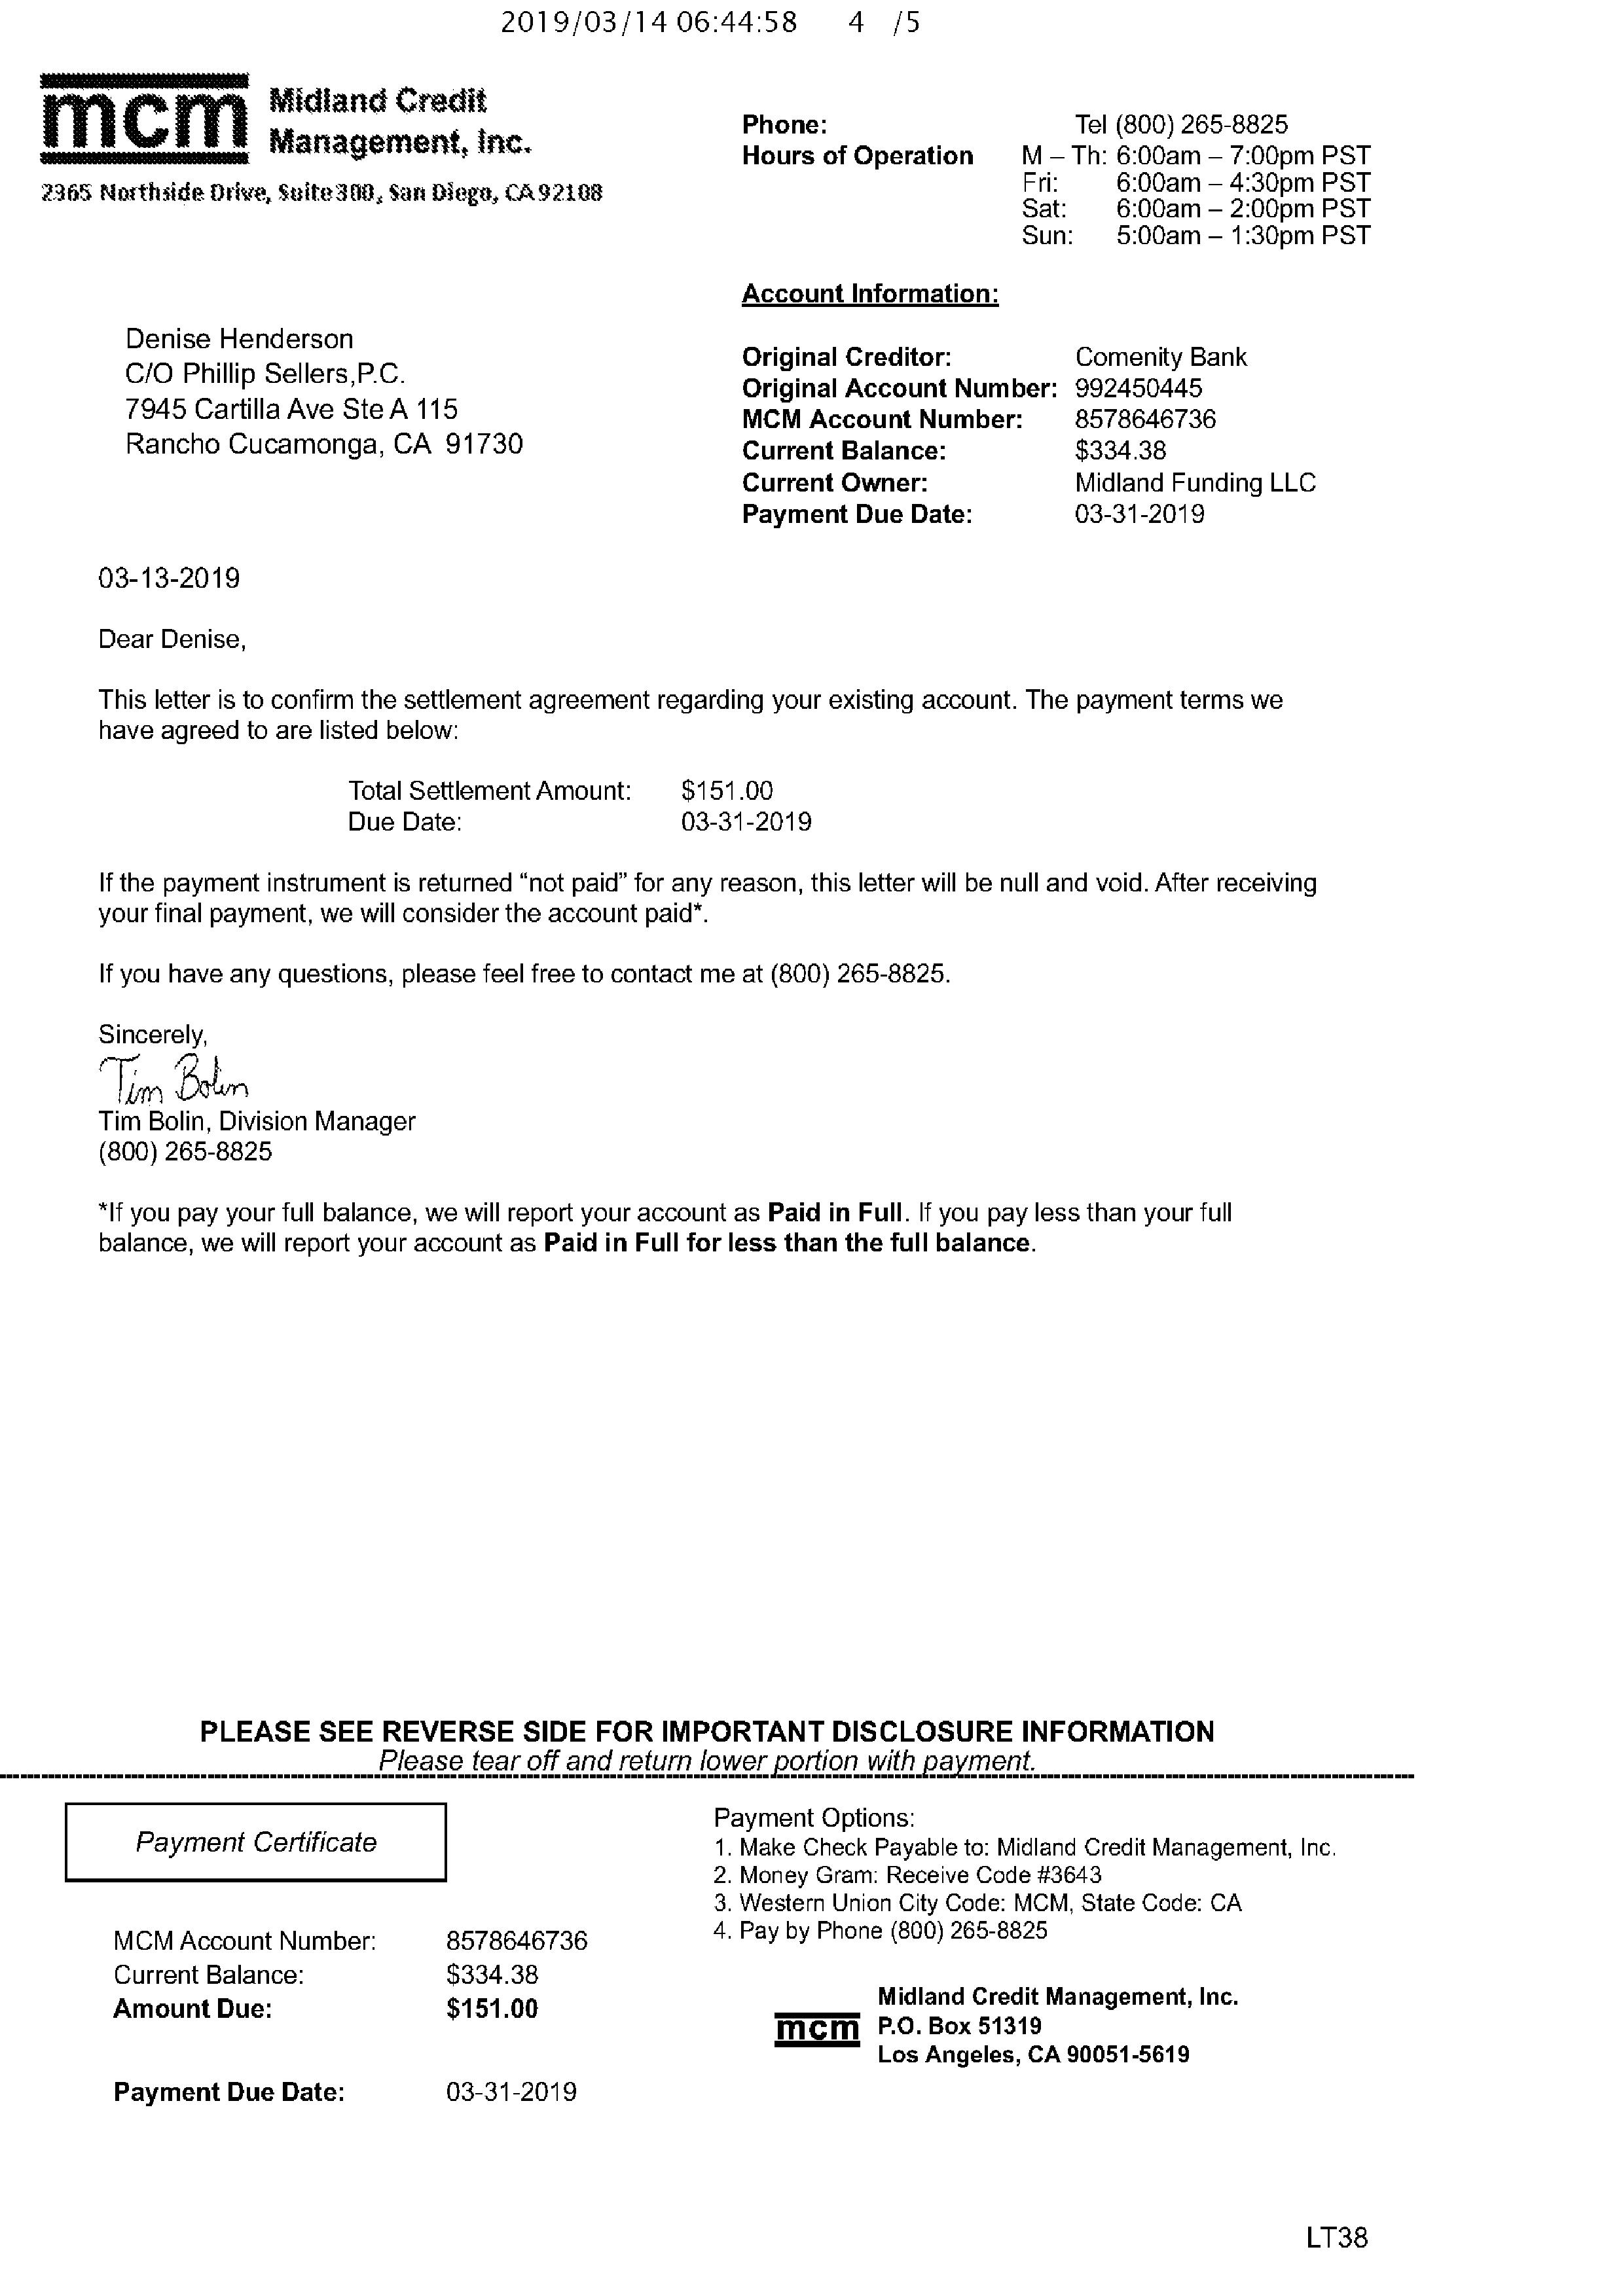 2019/03/14 06:44:58 4 /5
mcm Midland Credit
Management, Inc.
2365 Northside Drive, Suite 300, San Diego, CA 92108
Phone: Tel (800) 265-8825
Hours of Operation M – Th: 6:00am – 7:00pm PST
Fri: 6:00am – 4:30pm PST
Sat: 6:00am – 2:00pm PST
Sun: 5:00am – 1:30pm PST
Account Information:
Denise Henderson
C/O Phillip Sellers,P.C.
7945 Cartilla Ave Ste A 115
Rancho Cucamonga, CA 91730
Original Creditor: Comenity Bank
Original Account Number: 992450445
MCM Account Number: 8578646736
Current Balance: $334.38
Current Owner: Midland Funding LLC
Payment Due Date: 03-31-2019
03-13-2019
Dear Denise,
This letter is to confirm the settlement agreement regarding your existing account. The payment terms we
have agreed to are listed below:
Total Settlement Amount: $151.00
Due Date: 03-31-2019
If the payment instrument is returned “not paid” for any reason, this letter will be null and void. After receiving
your final payment, we will consider the account paid*.
If you have any questions, please feel free to contact me at (800) 265-8825.
Sincerely,
Tim Bolin
Tim Bolin, Division Manager
(800) 265-8825
*If you pay your full balance, we will report your account as Paid in Full. If you pay less than your full
balance, we will report your account as Paid in Full for less than the full balance.
PLEASE SEE REVERSE SIDE FOR IMPORTANT DISCLOSURE INFORMATION
Please tear off and return lower portion with payment.
Payment Certificate
MCM Account Number: 8578646736
Current Balance: $334.38
Amount Due: $151.00
Payment Due Date: 03-31-2019
Payment Options:
1. Make Check Payable to: Midland Credit Management, Inc.
2. Money Gram: Receive Code #3643
3. Western Union City Code: MCM, State Code: CA
4. Pay by Phone (800) 265-8825
Midland Credit Management, Inc.
mcm P.O. Box 51319
Los Angeles, CA 90051-5619
LT38